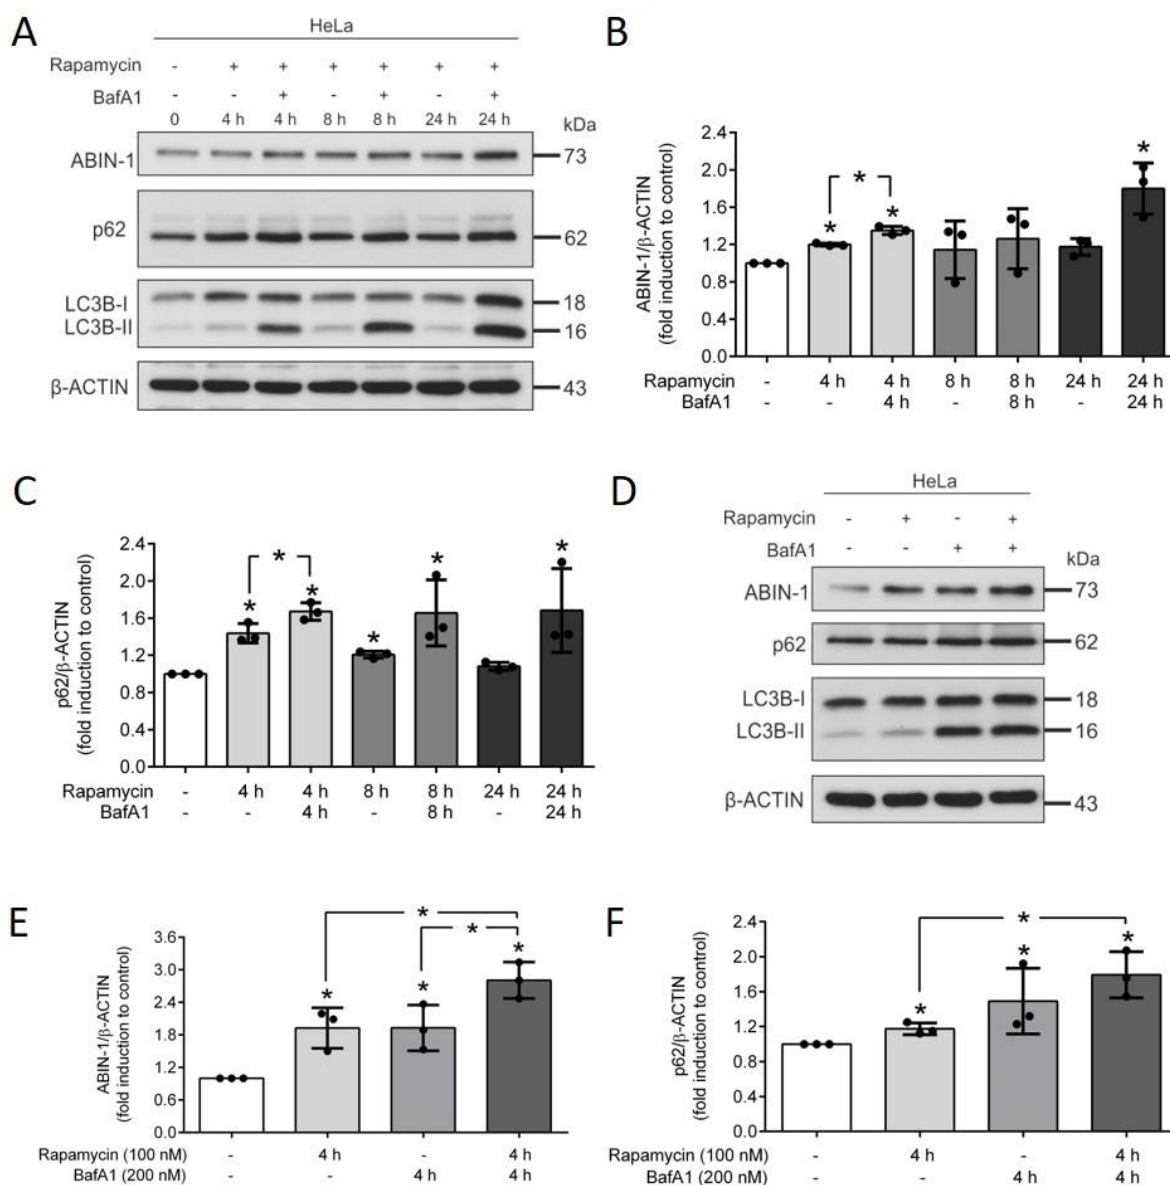 A
HeLa
Rapamycin - + + + + + +
BafA1 - - + - + - +
0 4 h 4 h 8 h 8 h 24 h 24 h kDa
ABIN-1 73
p62 62
LC3B-I 18
LC3B-II 16
β-ACTIN 43
B
ABIN-1/β-ACTIN
(fold induction to control)
2.4
2.0
1.6
1.2
0.8
0.4
0.0
*
*
*
*
Rapamycin - 4 h 4 h 8 h 8 h 24 h 24 h
BafA1 - - 4 h - 8 h - 24 h
C
p62/β-ACTIN
(fold induction to control)
2.4
2.0
1.6
1.2
0.8
0.4
0.0
*
*
*
*
*
*
Rapamycin - 4 h 4 h 8 h 8 h 24 h 24 h
BafA1 - - 4 h - 8 h - 24 h
D
HeLa
Rapamycin - + - +
BafA1 - - + +
kDa
ABIN-1 73
p62 62
LC3B-I 18
LC3B-II 16
β-ACTIN 43
E
ABIN-1/β-ACTIN
(fold induction to control)
3.6
3.0
2.4
1.8
1.2
0.6
0.0
*
*
*
*
*
Rapamycin (100 nM) - 4 h - 4 h
BafA1 (200 nM) - - 4 h 4 h
F
p62/β-ACTIN
(fold induction to control)
2.4
2.0
1.6
1.2
0.8
0.4
0.0
*
*
*
*
Rapamycin (100 nM) - 4 h - 4 h
BafA1 (200 nM) - - 4 h 4 h